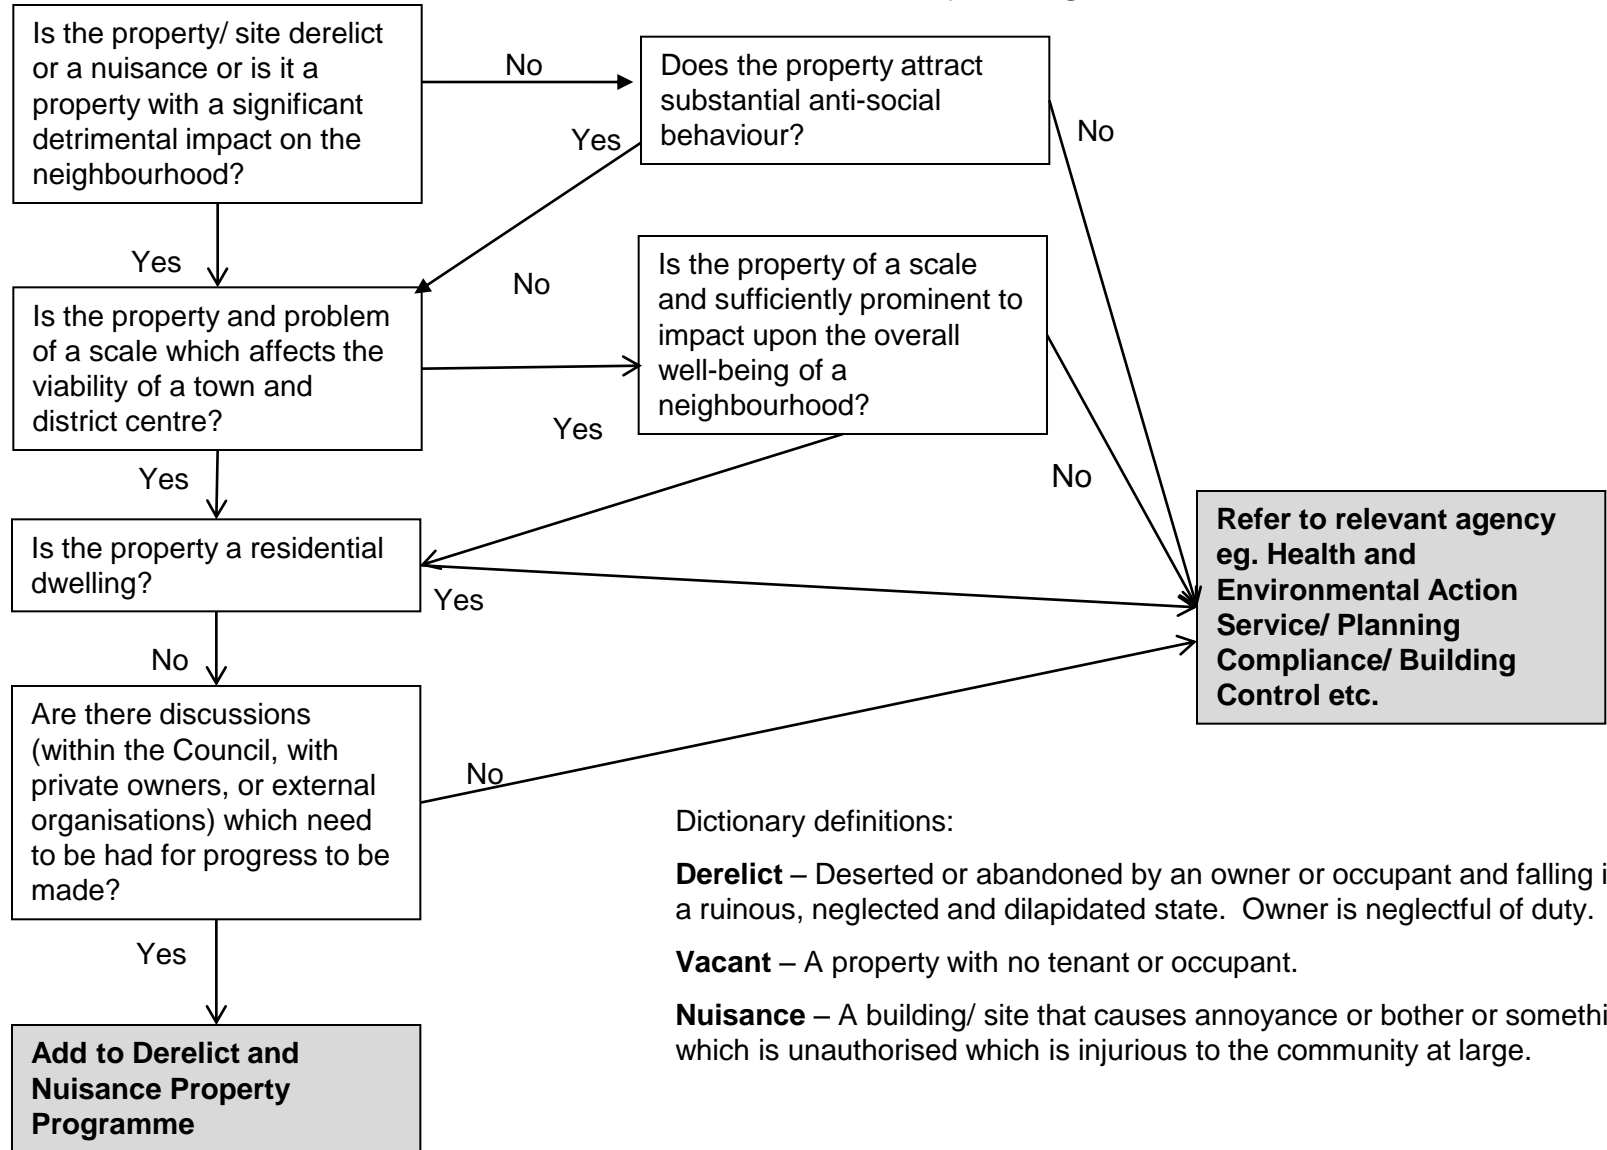 Is the property/ site derelict
or a nuisance or is it a
property with a significant
detrimental impact on the
neighbourhood?
No
Does the property attract
substantial anti-social
behaviour?
Yes
No
Yes
Is the property and problem
of a scale which affects the
viability of a town and
district centre?
No
Is the property of a scale
and sufficiently prominent to
impact upon the overall
well-being of a
neighbourhood?
Yes
No
Yes
Is the property a residential
dwelling?
Yes
Refer to relevant agency
eg. Health and
Environmental Action
Service/ Planning
Compliance/ Building
Control etc.
No
Are there discussions
(within the Council, with
private owners, or external
organisations) which need
to be had for progress to be
made?
No
Yes
Add to Derelict and
Nuisance Property
Programme
Dictionary definitions:
Derelict – Deserted or abandoned by an owner or occupant and falling
a ruinous, neglected and dilapidated state. Owner is neglectful of duty.
Vacant – A property with no tenant or occupant.
Nuisance – A building/ site that causes annoyance or bother or somethi
which is unauthorised which is injurious to the community at large.